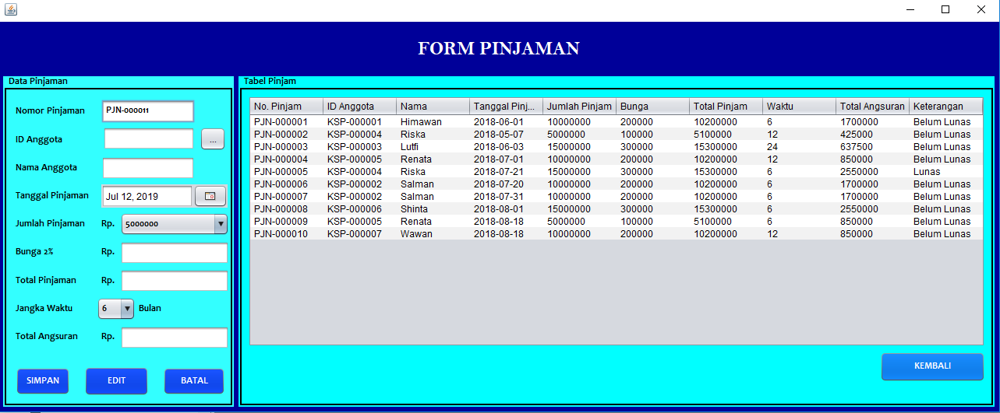 FORM PINJAMAN
Data Pinjaman
Nomor Pinjaman PJN-000011
ID Anggota ...
Nama Anggota
Tanggal Pinjaman Jul 12, 2019
Jumlah Pinjaman Rp. 5000000
Bunga 2% Rp.
Total Pinjaman Rp.
Jangka Waktu 6 Bulan
Total Angsuran Rp.
SIMPAN EDIT BATAL
Tabel Pinjam
No. Pinjam ID Anggota Nama Tanggal Pinj... Jumlah Pinjam Bunga Total Pinjam Waktu Total Angsuran Keterangan
PJN-000001 KSP-000001 Himawan 2018-06-01 10000000 200000 10200000 6 1700000 Belum Lunas
PJN-000002 KSP-000004 Riska 2018-05-07 5000000 100000 5100000 12 425000 Belum Lunas
PJN-000003 KSP-000003 Lutfi 2018-06-03 15000000 300000 15300000 24 637500 Belum Lunas
PJN-000004 KSP-000005 Renata 2018-07-01 10000000 200000 10200000 12 850000 Belum Lunas
PJN-000005 KSP-000004 Riska 2018-07-21 15000000 300000 15300000 6 2550000 Lunas
PJN-000006 KSP-000002 Salman 2018-07-20 10000000 200000 10200000 6 1700000 Belum Lunas
PJN-000007 KSP-000002 Salman 2018-07-31 10000000 200000 10200000 6 1700000 Belum Lunas
PJN-000008 KSP-000006 Shinta 2018-08-01 15000000 300000 15300000 6 2550000 Belum Lunas
PJN-000009 KSP-000005 Renata 2018-08-18 5000000 100000 5100000 6 850000 Belum Lunas
PJN-000010 KSP-000007 Wawan 2018-08-18 10000000 200000 10200000 12 850000 Belum Lunas
KEMBALI